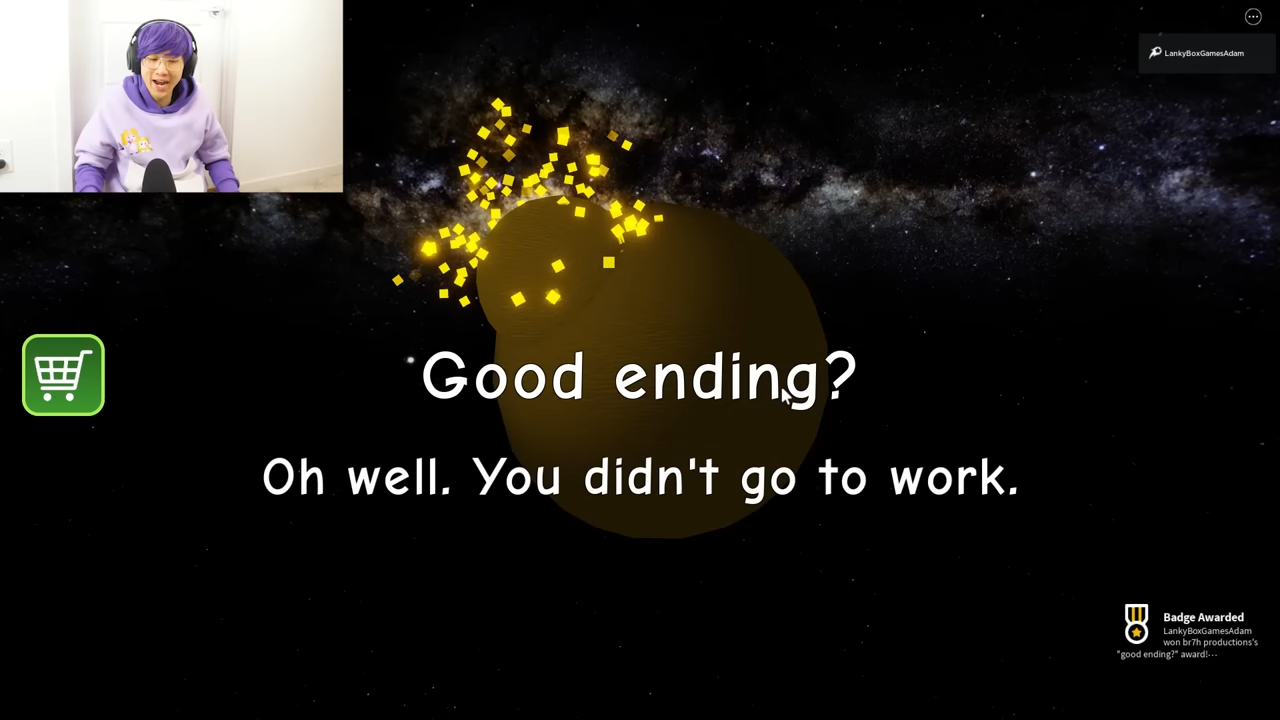 LankyBoxGamesAdam
Good ending?
Oh well. You didn't go to work.
Badge Awarded
LankyBoxGamesAdam
won br7h productions's
"good ending?" award!...